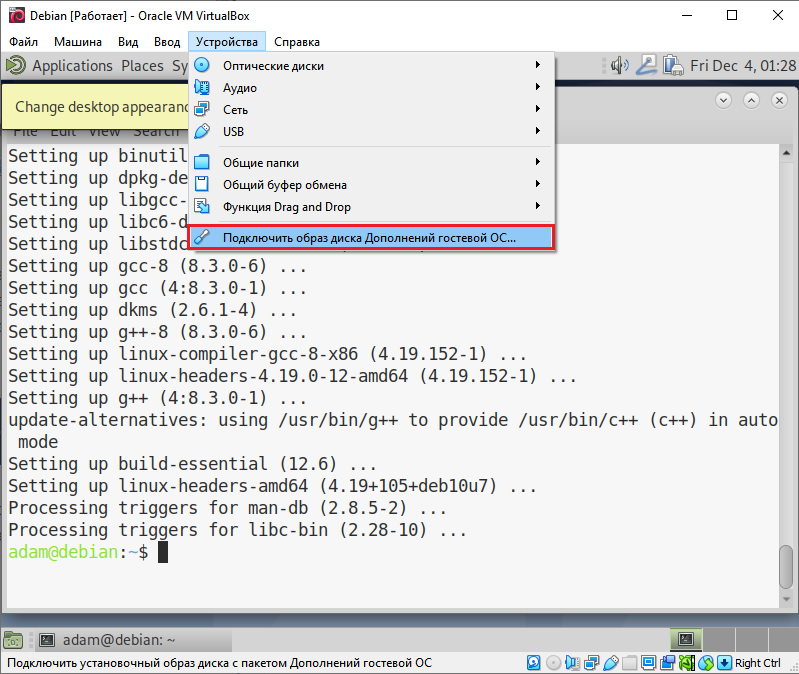 Debian [Работает] - Oracle VM VirtualBox
Файл Машина Вид Ввод Устройства Справка
Applications Places Sy Fri Dec 4, 01:28
Оптические диски
Аудио
Сеть
USB
Общие папки
Общий буфер обмена
Функция Drag and Drop
Подключить образ диска Дополнений гостевой ОС...
Change desktop appearan
File Edit View Search
Setting up binutil
Setting up dpkg-de
Setting up libgcc-
Setting up libc6-d
Setting up libstdc
Setting up gcc-8 (8.3.0-6) ...
Setting up gcc (4:8.3.0-1) ...
Setting up dkms (2.6.1-4) ...
Setting up g++-8 (8.3.0-6) ...
Setting up linux-compiler-gcc-8-x86 (4.19.152-1) ...
Setting up linux-headers-4.19.0-12-amd64 (4.19.152-1) ...
Setting up g++ (4:8.3.0-1) ...
update-alternatives: using /usr/bin/g++ to provide /usr/bin/c++ (c++) in auto
mode
Setting up build-essential (12.6) ...
Setting up linux-headers-amd64 (4.19+105+deb10u7) ...
Processing triggers for man-db (2.8.5-2) ...
Processing triggers for libc-bin (2.28-10) ...
adam@debian:~$
adam@debian: ~
Подключить установочный образ диска с пакетом Дополнений гостевой ОС Right Ctrl